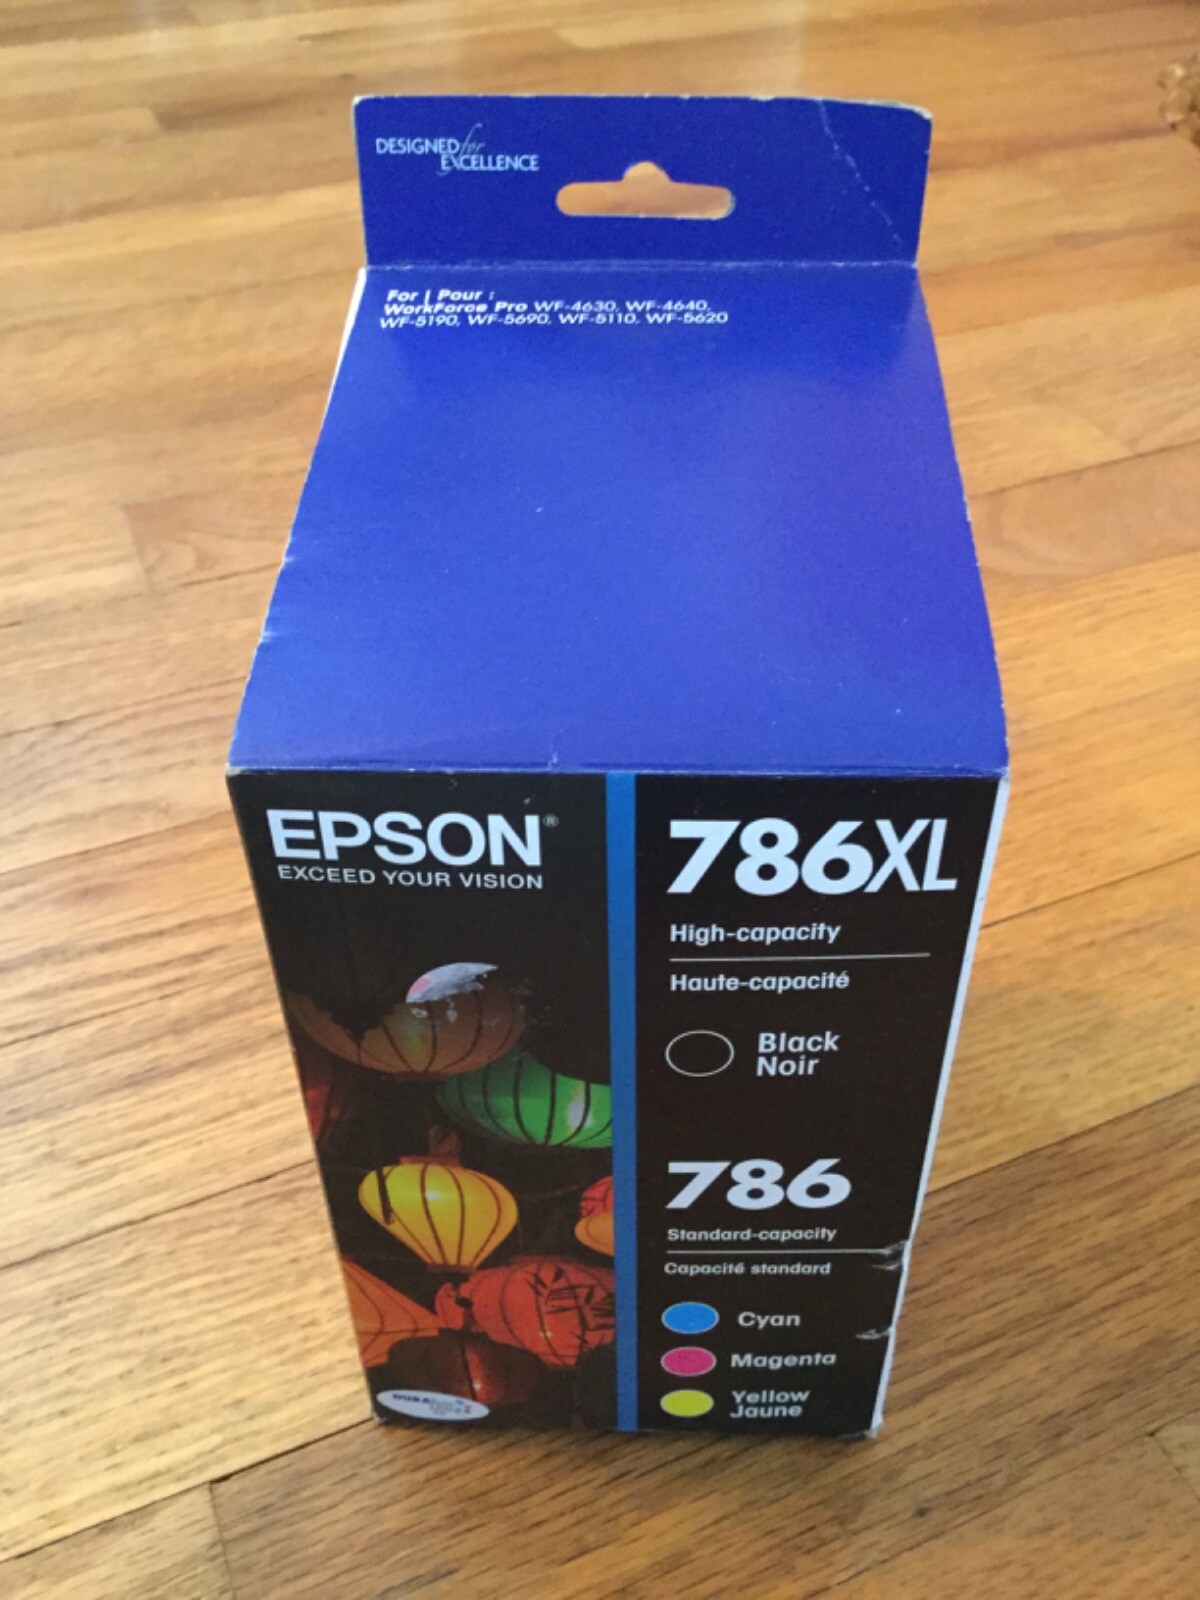 DESIGNED for
EXCELLENCE
For | Pour :
WorkForce Pro WF-4630, WF-4640,
WF-5190, WF-5690, WF-5110, WF-5620
EPSON®
EXCEED YOUR VISION
786XL
High-capacity
Haute-capacité
Black
Noir
786
Standard-capacity
Capacité standard
Cyan
Magenta
Yellow
Jaune
DURA